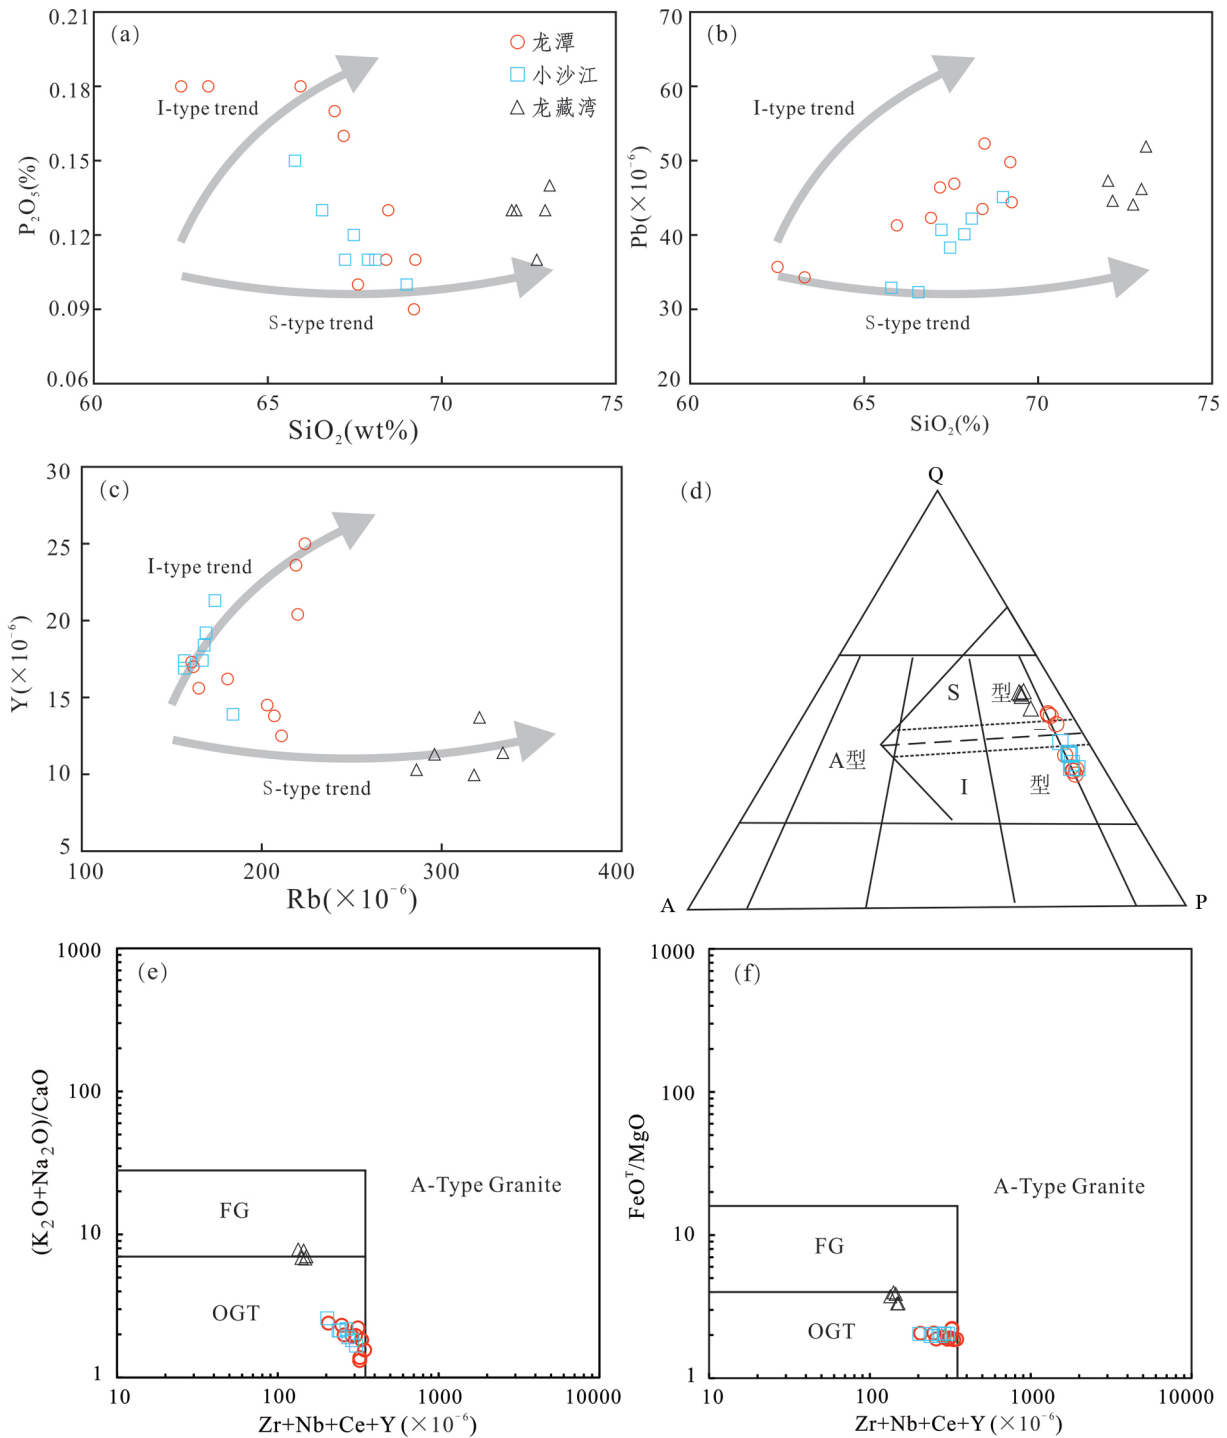 (a)
0.21
0.18
0.15
0.12
0.09
0.06
P₂O₅(%)
60
65
70
75
SiO₂(wt%)
I-type trend
S-type trend
龙潭
小沙江
龙藏湾
(b)
70
60
50
40
30
20
Pb(×10⁻⁶)
60
65
70
75
SiO₂(%)
I-type trend
S-type trend
(c)
30
25
20
15
10
5
Y(×10⁻⁶)
100
200
300
400
Rb(×10⁻⁶)
I-type trend
S-type trend
(d)
Q
S 型
A型
I 型
A
P
(e)
1000
100
10
1
(K₂O+Na₂O)/CaO
FG
OGT
A-Type Granite
10
100
1000
10000
Zr+Nb+Ce+Y (×10⁻⁶)
(f)
1000
100
10
1
FeOᵀ/MgO
FG
OGT
A-Type Granite
10
100
1000
10000
Zr+Nb+Ce+Y (×10⁻⁶)